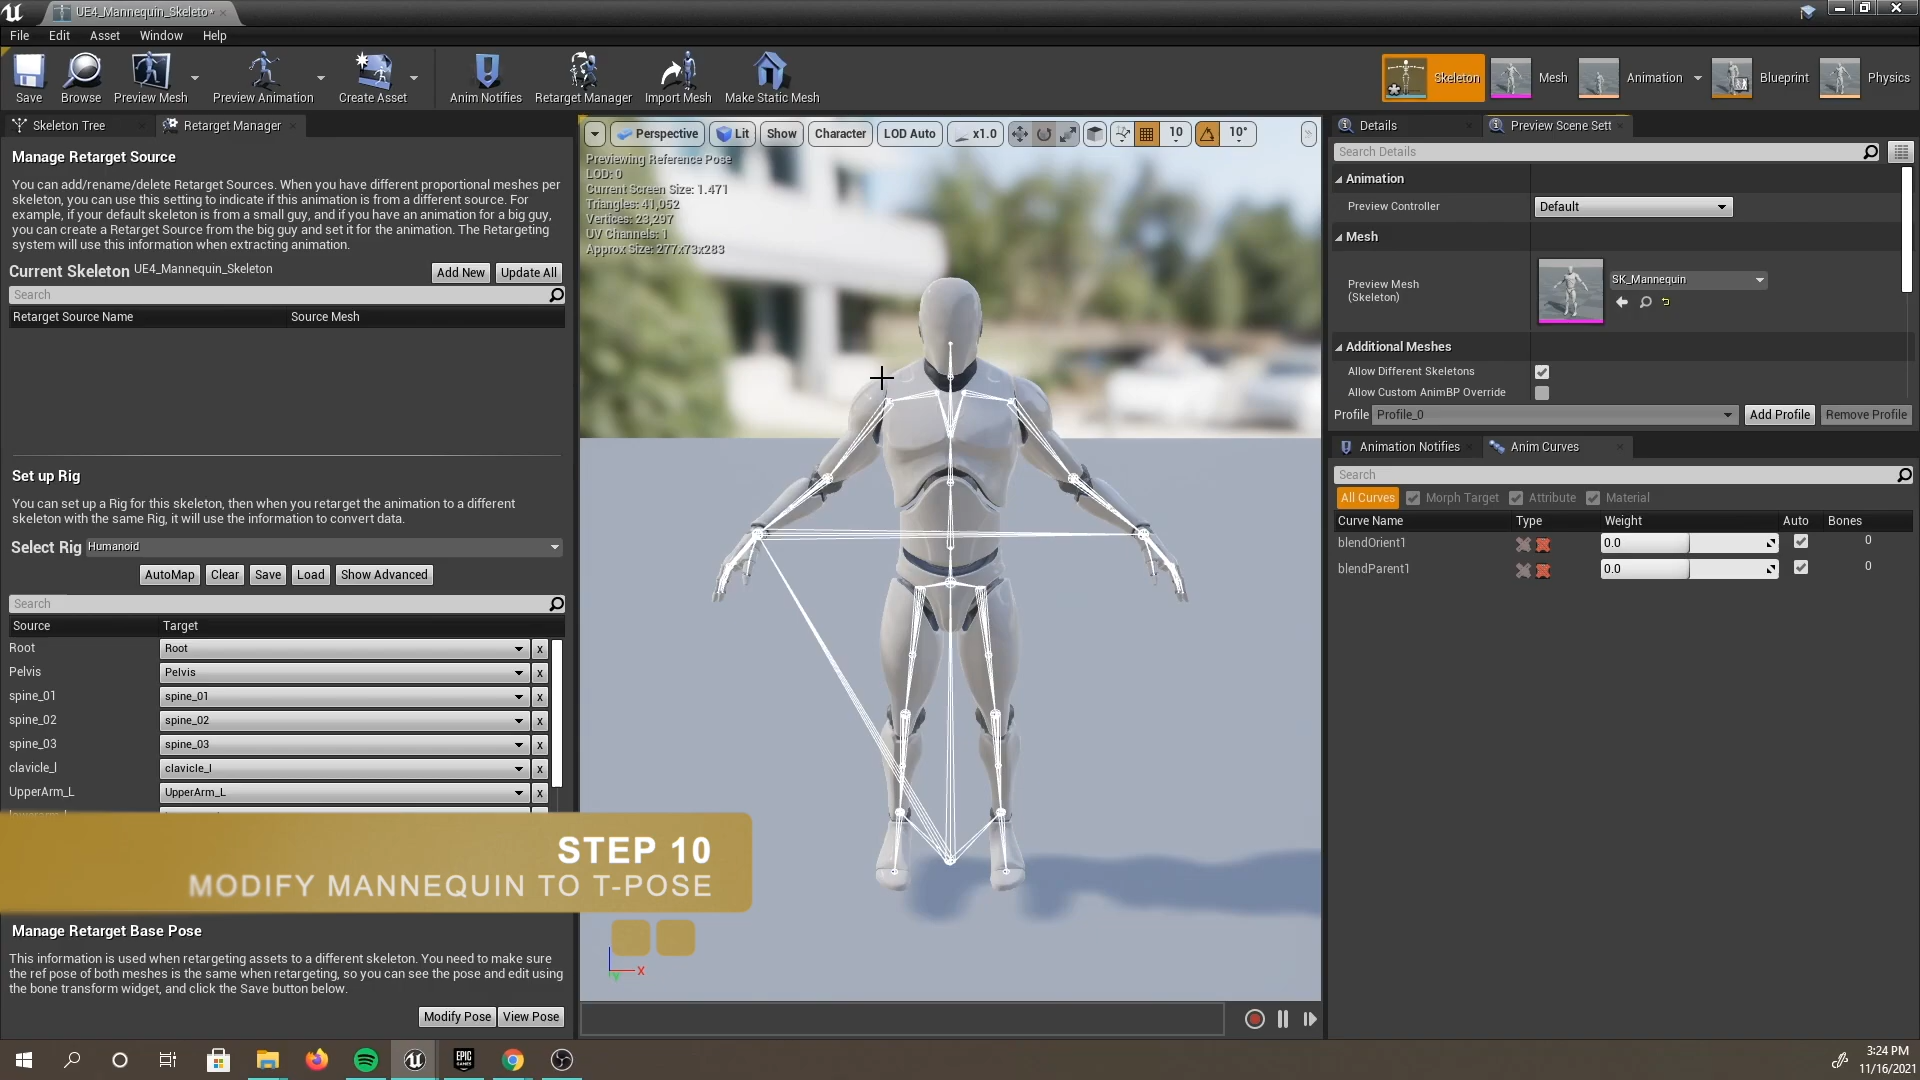 UE4_Mannequin_Skeleto*
File Edit Asset Window Help
Save Browse Preview Mesh Preview Animation Create Asset Anim Notifies Retarget Manager Import Mesh Make Static Mesh
Skeleton Mesh Animation Blueprint Physics
Skeleton Tree Retarget Manager
Manage Retarget Source
You can add/rename/delete Retarget Sources. When you have different proportional meshes per
skeleton, you can use this setting to indicate if this animation is from a different source. For
example, if your default skeleton is from a small guy, and if you have an animation for a big guy,
you can create a Retarget Source from the big guy and set it for the animation. The Retargeting
system will use this information when extracting animation.
Current Skeleton UE4_Mannequin_Skeleton Add New Update All
Search
Retarget Source Name Source Mesh
Set up Rig
You can set up a Rig for this skeleton, then when you retarget the animation to a different
skeleton with the same Rig, it will use the information to convert data.
Select Rig Humanoid
AutoMap Clear Save Load Show Advanced
Search
Source Target
Root Root x
Pelvis Pelvis x
spine_01 spine_01 x
spine_02 spine_02 x
spine_03 spine_03 x
clavicle_l clavicle_l x
UpperArm_L UpperArm_L x
STEP 10
MODIFY MANNEQUIN TO T-POSE
Manage Retarget Base Pose
This information is used when retargeting assets to a different skeleton. You need to make sure
the ref pose of both meshes is the same when retargeting, so you can see the pose and edit using
the bone transform widget, and click the Save button below.
Modify Pose View Pose
Perspective Lit Show Character LOD Auto x1.0 10 10°
Previewing Reference Pose
LOD: 0
Current Screen Size: 1.471
Triangles: 41,052
Vertices: 23,297
UV Channels: 1
Approx Size: 277x73x283
X
Y
Details Preview Scene Sett
Search Details
Animation
Preview Controller Default
Mesh
Preview Mesh
(Skeleton)
SK_Mannequin
Additional Meshes
Allow Different Skeletons
Allow Custom AnimBP Override
Profile Profile_0 Add Profile Remove Profile
Animation Notifies Anim Curves
Search
All Curves Morph Target Attribute Material
Curve Name Type Weight Auto Bones
blendOrient1 0.0 0
blendParent1 0.0 0
EPIC
GAMES
3:24 PM
11/16/2021